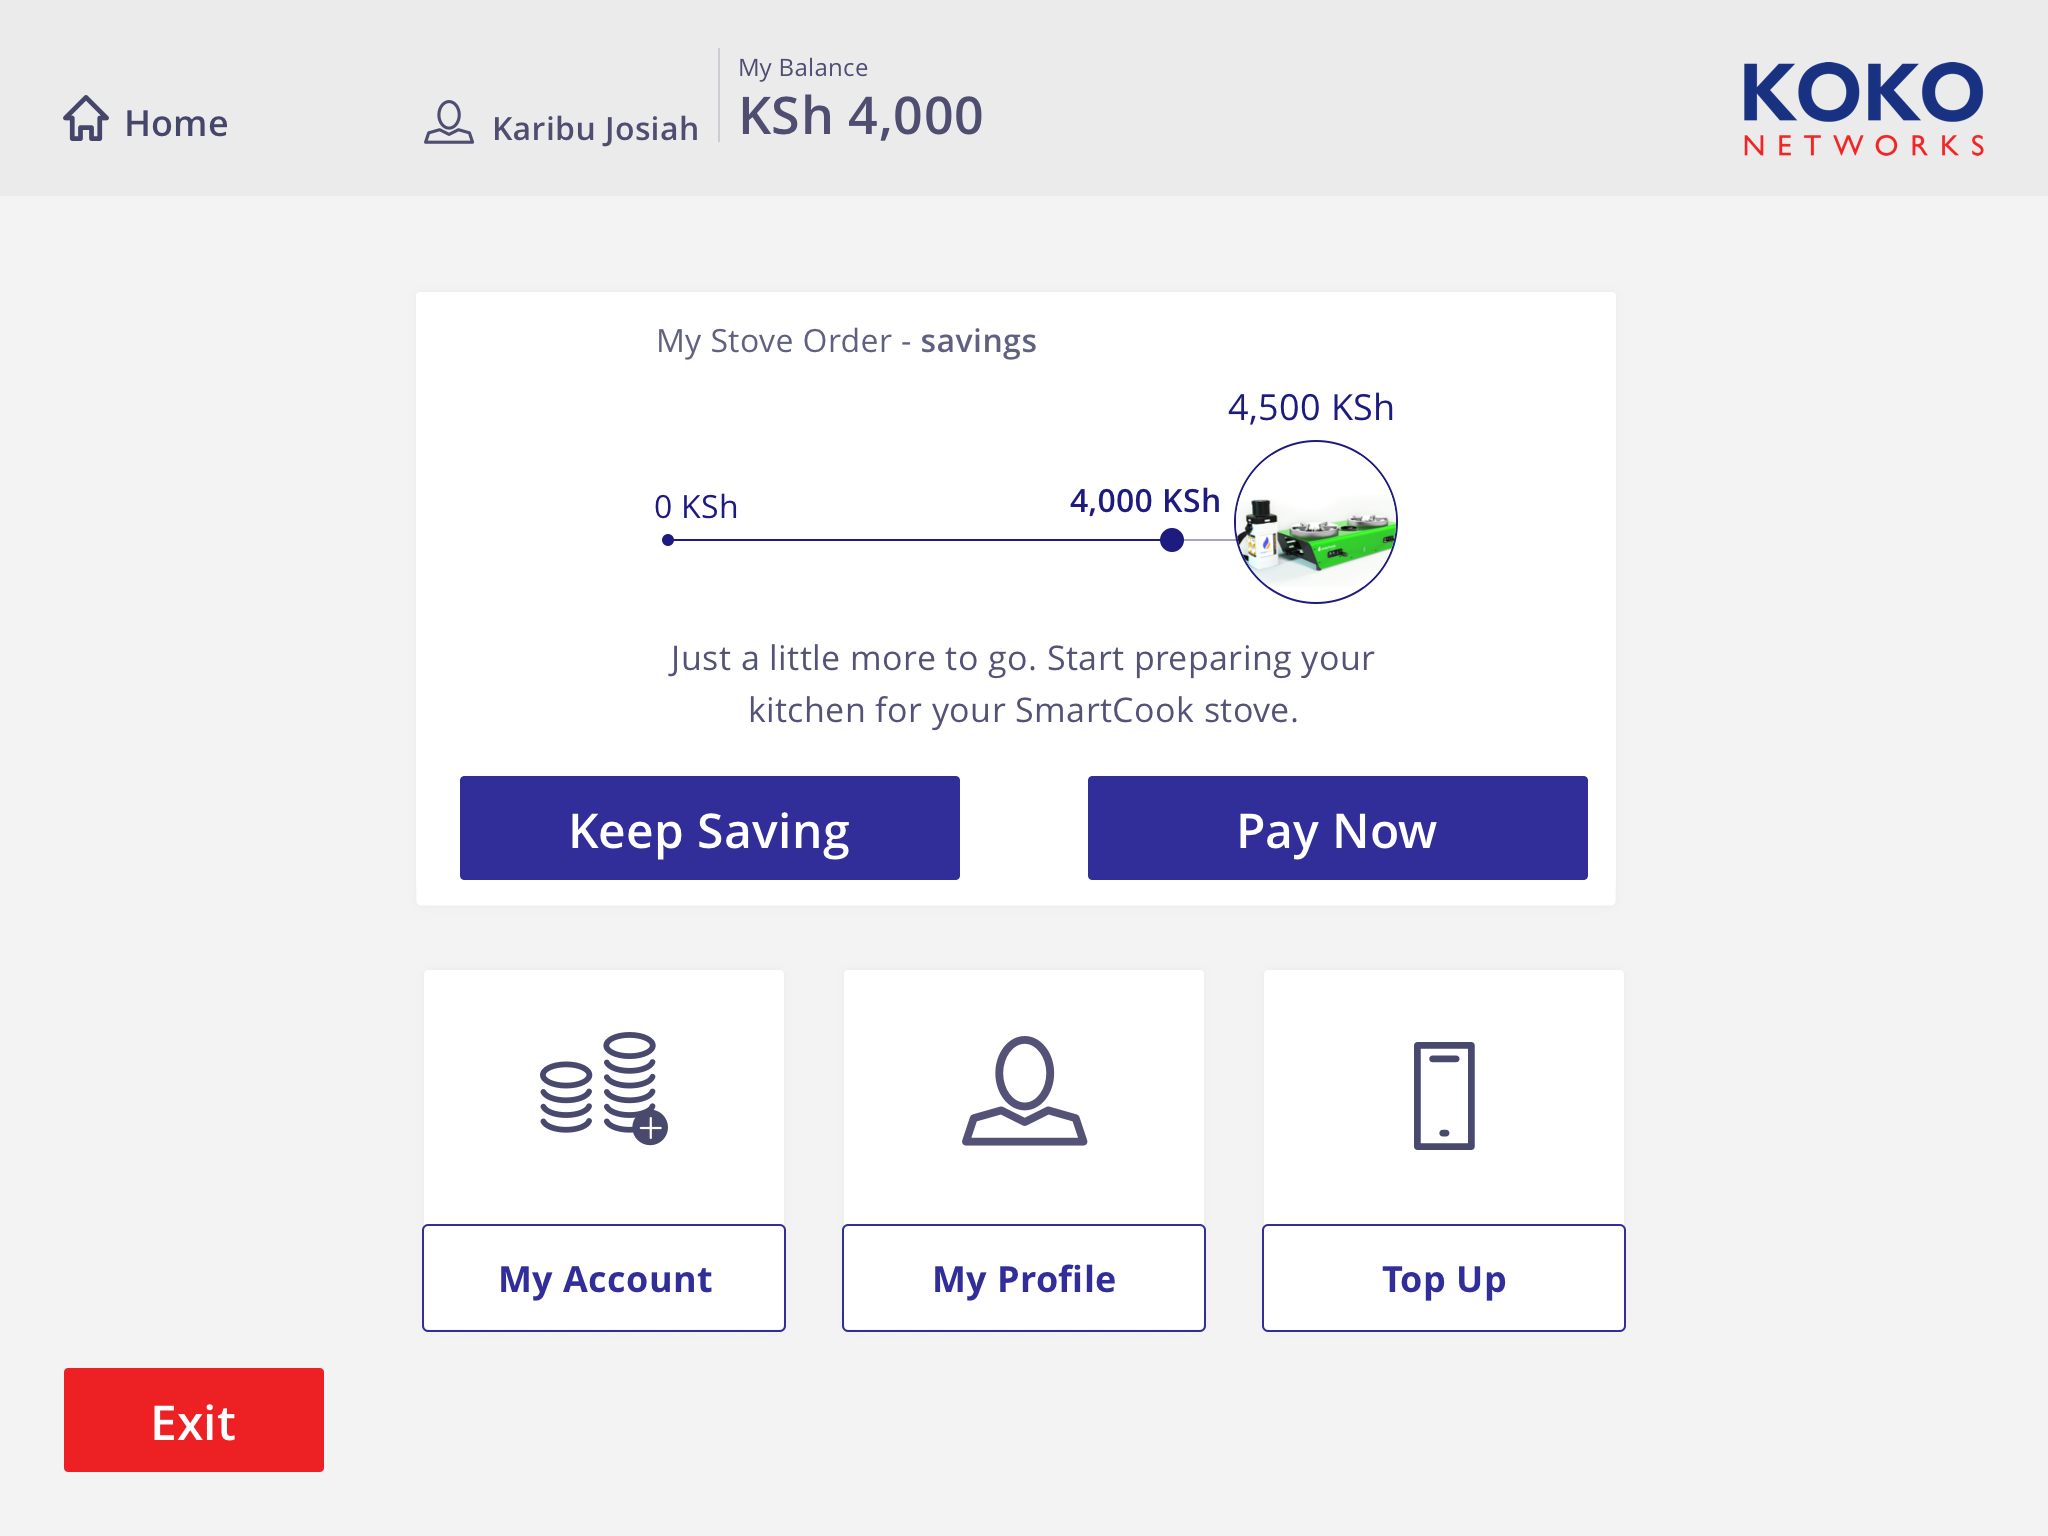 Home
Karibu Josiah
My Balance
KSh 4,000
KOKO
NETWORKS
My Stove Order - savings
4,500 KSh
0 KSh
4,000 KSh
Just a little more to go. Start preparing your
kitchen for your SmartCook stove.
Keep Saving
Pay Now
My Account
My Profile
Top Up
Exit